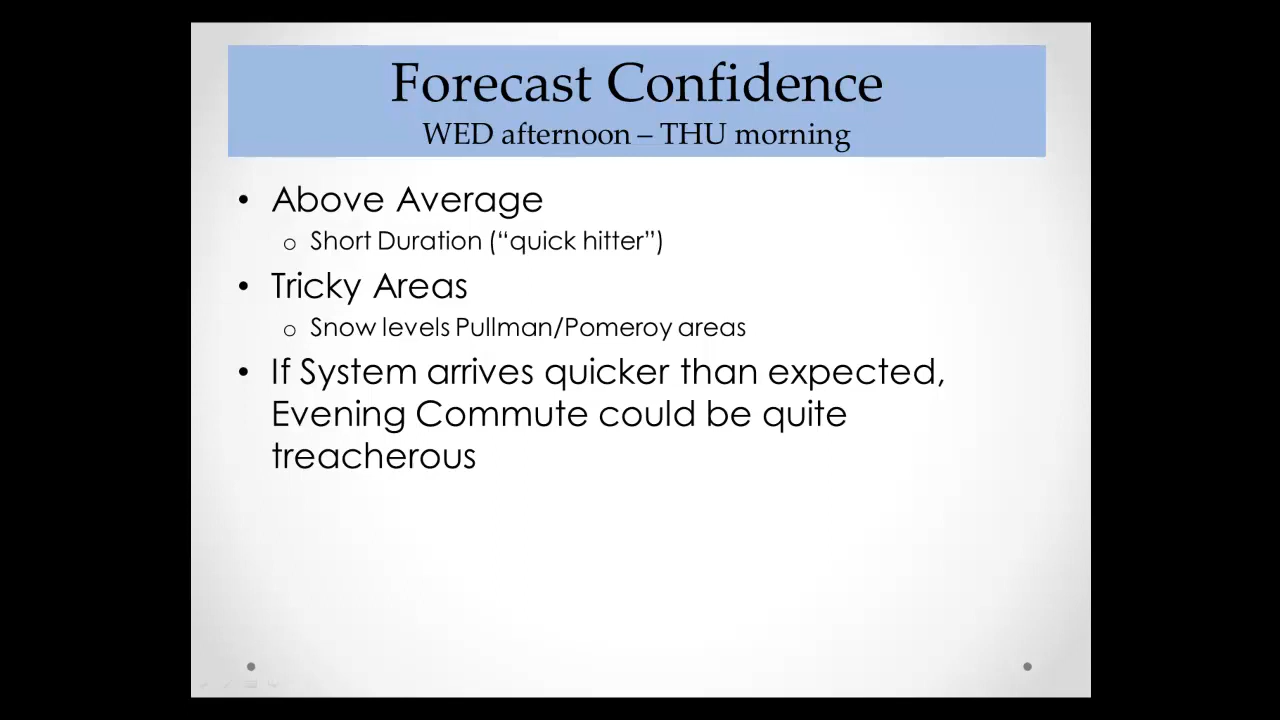 Forecast Confidence
WED afternoon – THU morning
• Above Average
o Short Duration (“quick hitter”)
• Tricky Areas
o Snow levels Pullman/Pomeroy areas
• If System arrives quicker than expected,
Evening Commute could be quite
treacherous